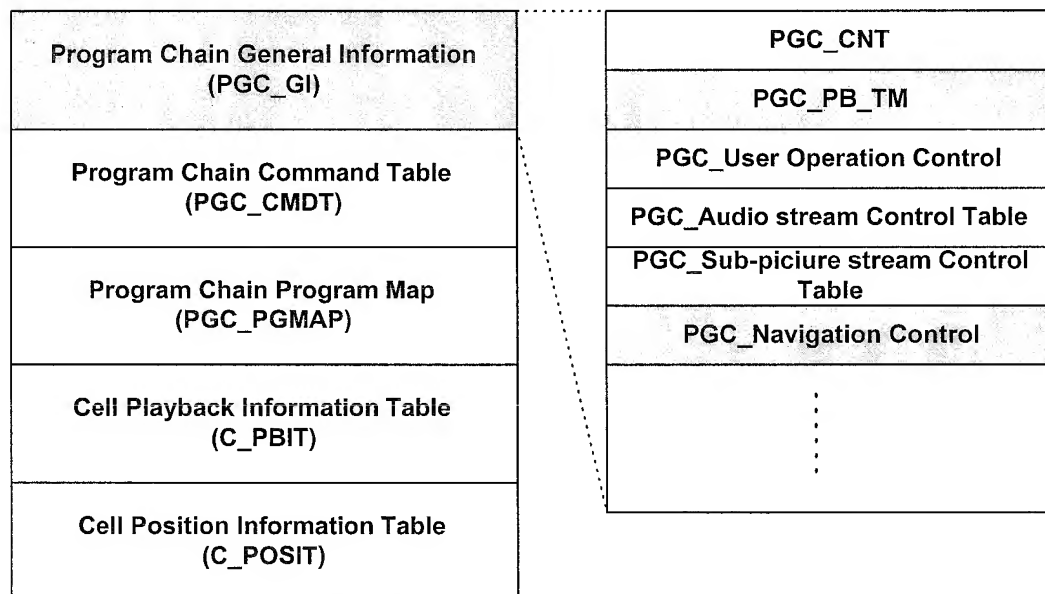 Program Chain General Information
(PGC_GI)
Program Chain Command Table
(PGC_CMDT)
Program Chain Program Map
(PGC_PGMAP)
Cell Playback Information Table
(C_PBIT)
Cell Position Information Table
(C_POSIT)
PGC_CNT
PGC_PB_TM
PGC_User Operation Control
PGC_Audio stream Control Table
PGC_Sub-piciure stream Control
Table
PGC_Navigation Control